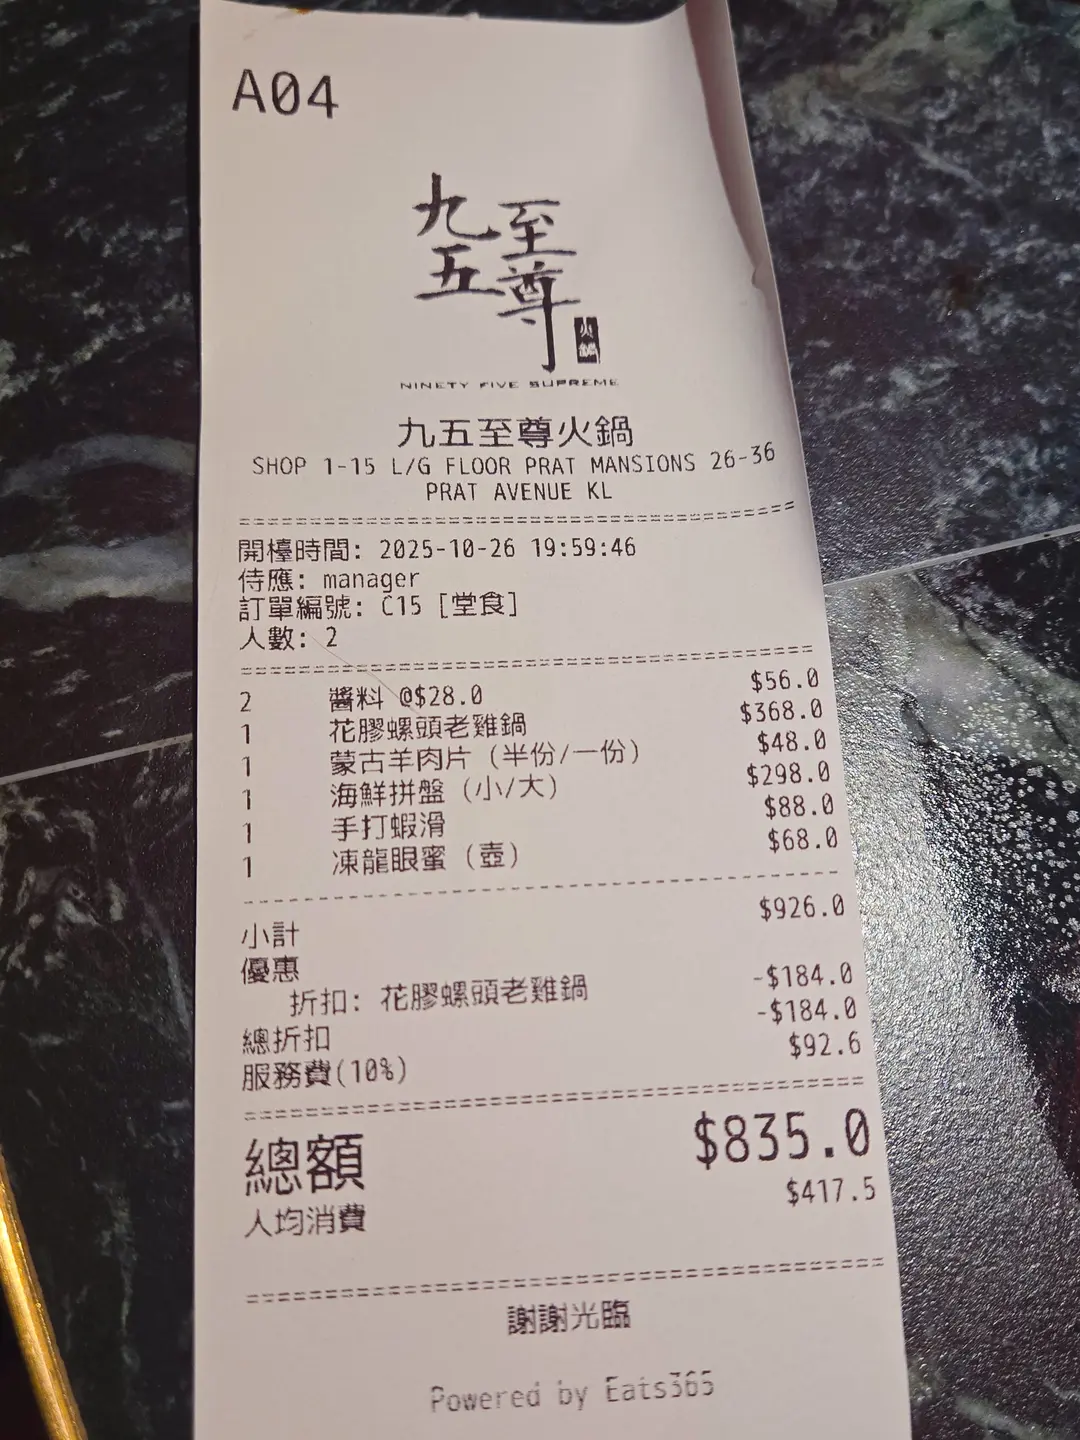 A04
九五至尊
火鍋
NINETY FIVE SUPREME
九五至尊火鍋
SHOP 1-15 L/G FLOOR PRAT MANSIONS 26-36
PRAT AVENUE KL
開檯時間: 2025-10-26 19:59:46
侍應: manager
訂單編號: C15 [堂食]
人數: 2
2 醬料 @$28.0 $56.0
1 花膠螺頭老雞鍋 $368.0
1 蒙古羊肉片 (半份/一份) $48.0
1 海鮮拼盤 (小/大) $298.0
1 手打蝦滑 $88.0
1 凍龍眼蜜 (壺) $68.0
小計 $926.0
優惠
折扣: 花膠螺頭老雞鍋 -$184.0
總折扣 -$184.0
服務費(10%) $92.6
總額 $835.0
人均消費 $417.5
謝謝光臨
Powered by Eats365